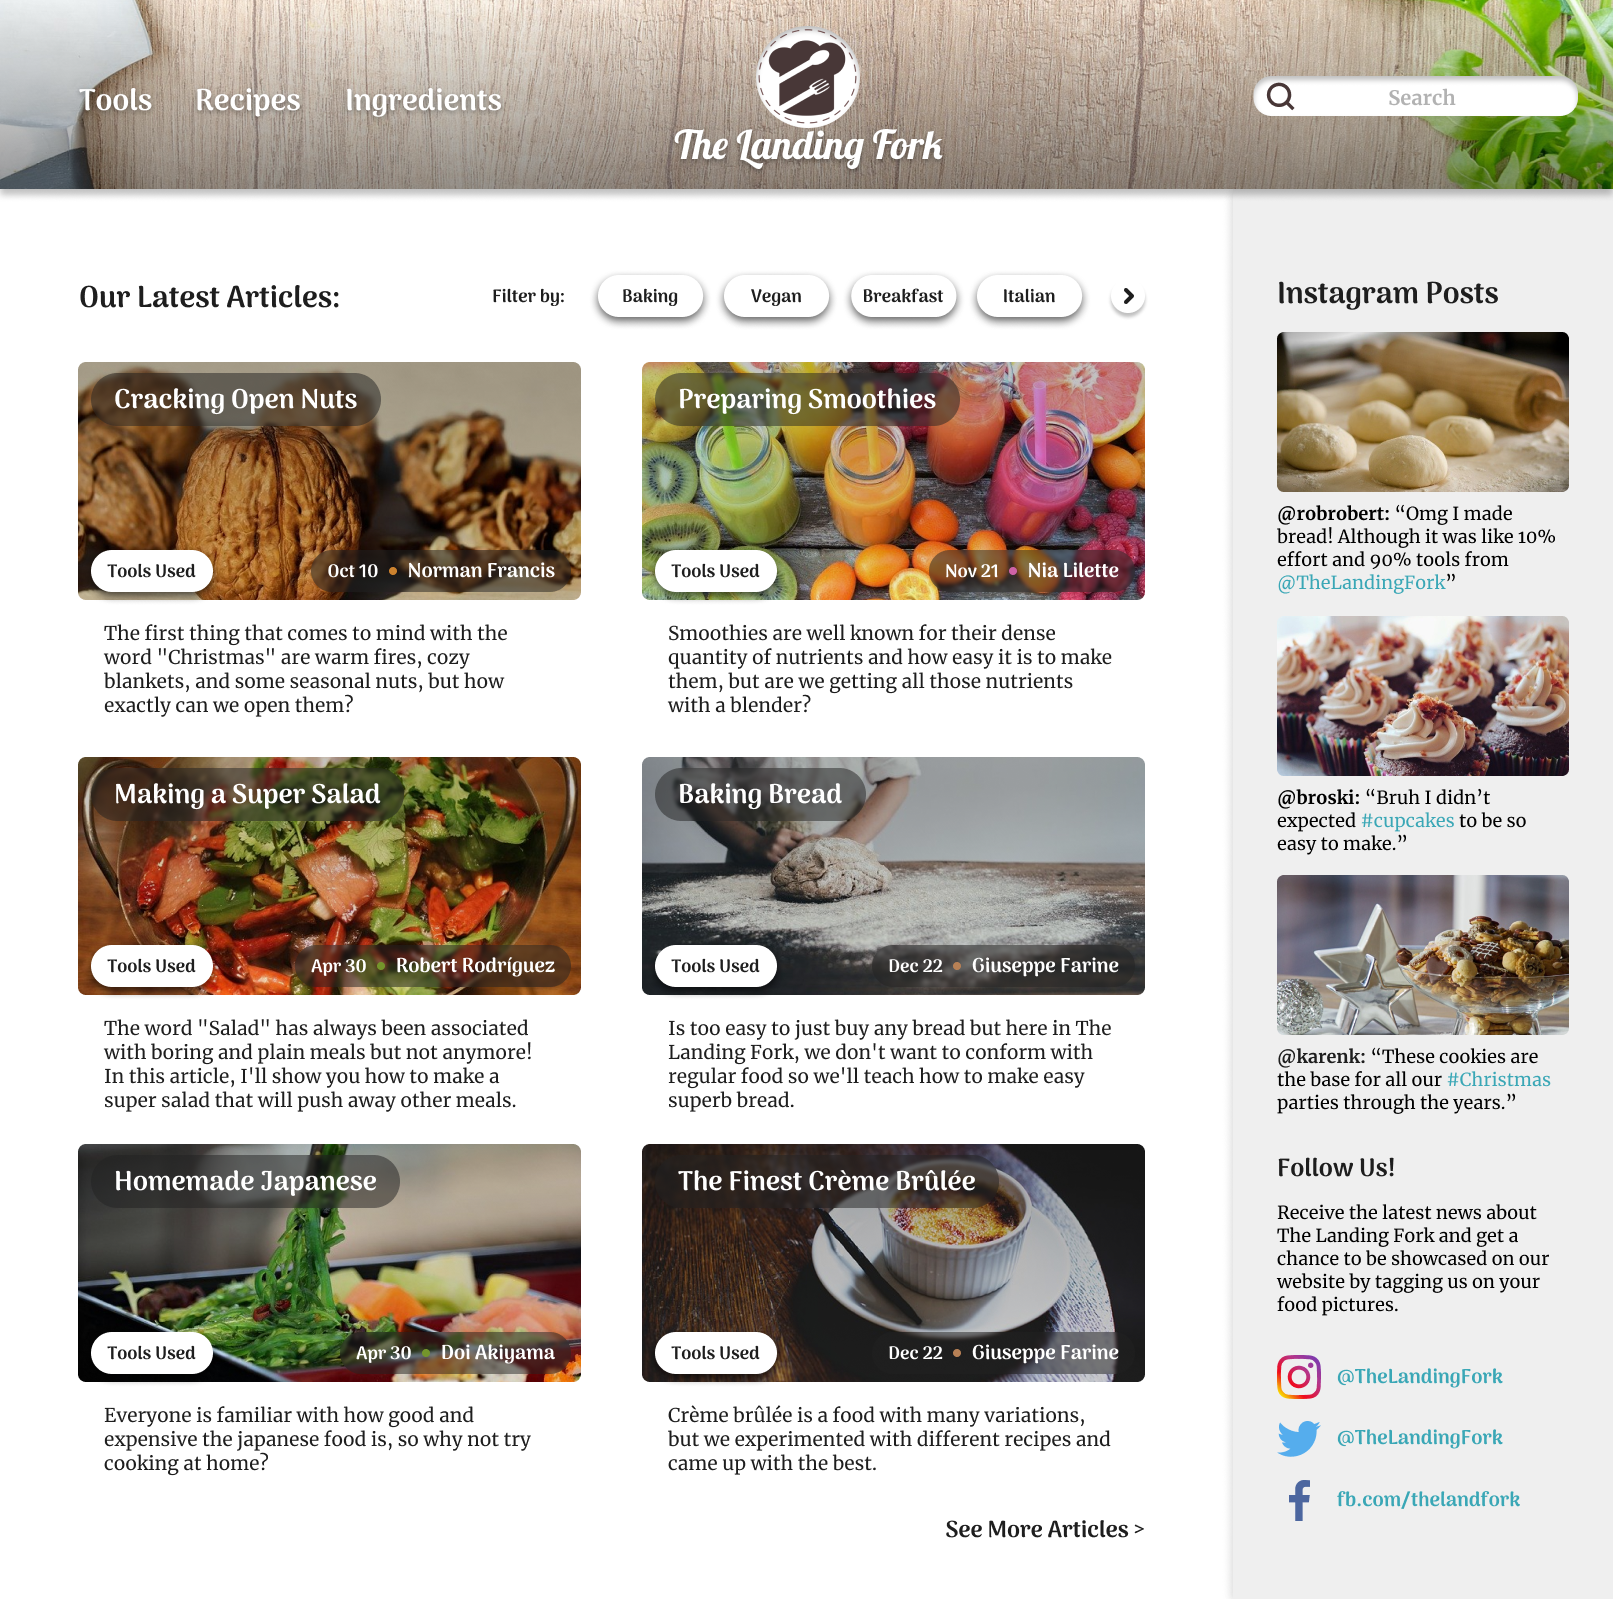 Tools Recipes Ingredients
The Landing Fork
Search
Our Latest Articles:
Filter by: Baking Vegan Breakfast Italian
Cracking Open Nuts
Tools Used
Oct 10 • Norman Francis
The first thing that comes to mind with the
word "Christmas" are warm fires, cozy
blankets, and some seasonal nuts, but how
exactly can we open them?
Preparing Smoothies
Tools Used
Nov 21 • Nia Lilette
Smoothies are well known for their dense
quantity of nutrients and how easy it is to make
them, but are we getting all those nutrients
with a blender?
Making a Super Salad
Tools Used
Apr 30 • Robert Rodríguez
The word "Salad" has always been associated
with boring and plain meals but not anymore!
In this article, I'll show you how to make a
super salad that will push away other meals.
Baking Bread
Tools Used
Dec 22 • Giuseppe Farine
Is too easy to just buy any bread but here in The
Landing Fork, we don't want to conform with
regular food so we'll teach how to make easy
superb bread.
Homemade Japanese
Tools Used
Apr 30 • Doi Akiyama
Everyone is familiar with how good and
expensive the japanese food is, so why not try
cooking at home?
The Finest Crème Brûlée
Tools Used
Dec 22 • Giuseppe Farine
Crème brûlée is a food with many variations,
but we experimented with different recipes and
came up with the best.
See More Articles >
Instagram Posts
@robrobert: “Omg I made
bread! Although it was like 10%
effort and 90% tools from
@TheLandingFork”
@broski: “Bruh I didn’t
expected #cupcakes to be so
easy to make.”
@karenk: “These cookies are
the base for all our #Christmas
parties through the years.”
Follow Us!
Receive the latest news about
The Landing Fork and get a
chance to be showcased on our
website by tagging us on your
food pictures.
@TheLandingFork
@TheLandingFork
fb.com/thelandfork